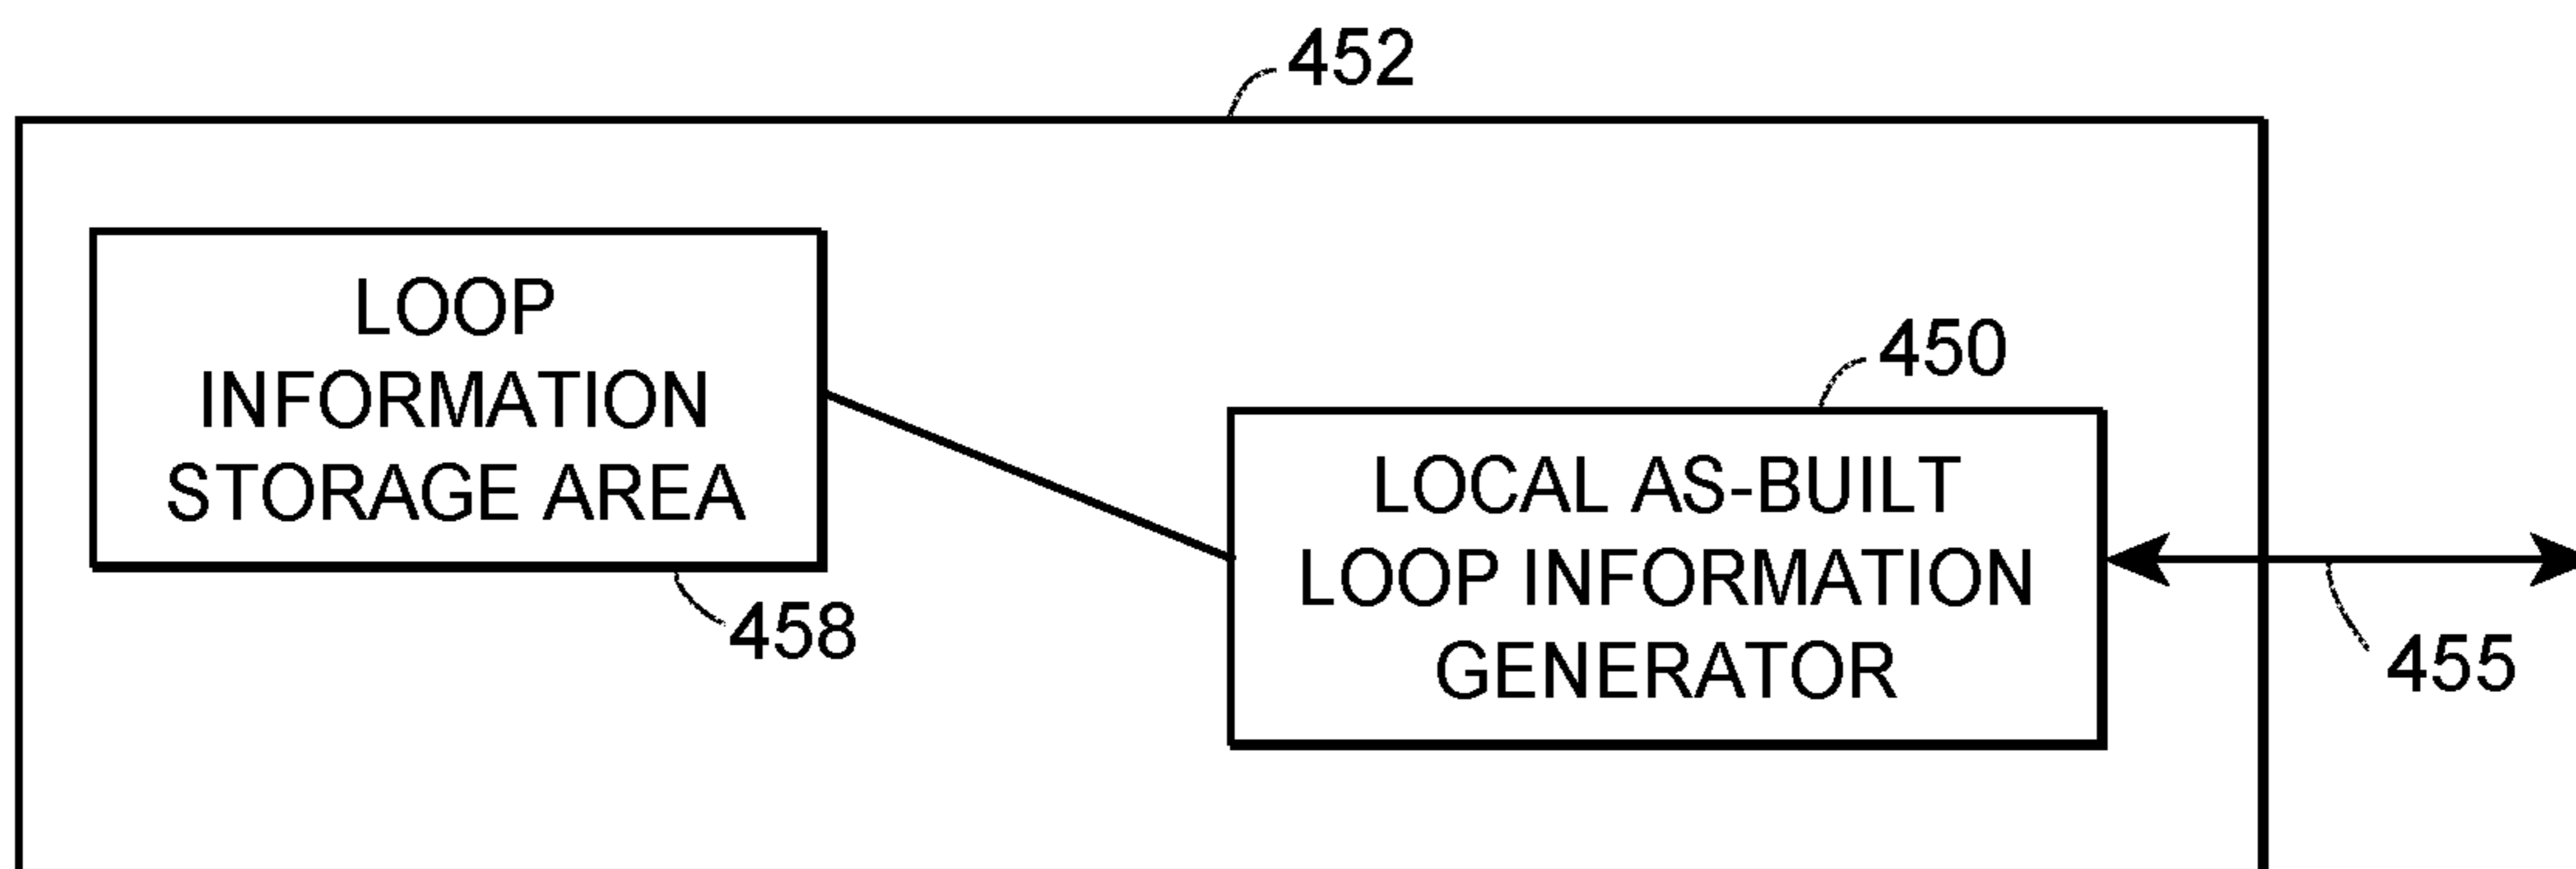 452
LOOP
INFORMATION
STORAGE AREA
458
450
LOCAL AS-BUILT
LOOP INFORMATION
GENERATOR
455